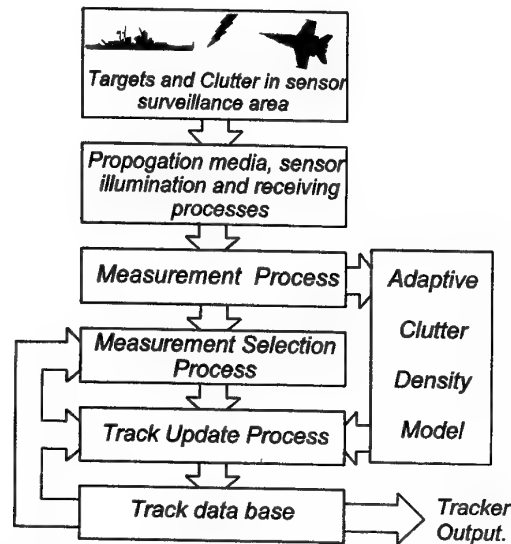 Targets and Clutter in sensor
surveillance area
Propogation media, sensor
illumination and receiving
processes
Measurement Process
Adaptive
Clutter
Density
Model
Measurement Selection
Process
Track Update Process
Track data base
Tracker
Output.